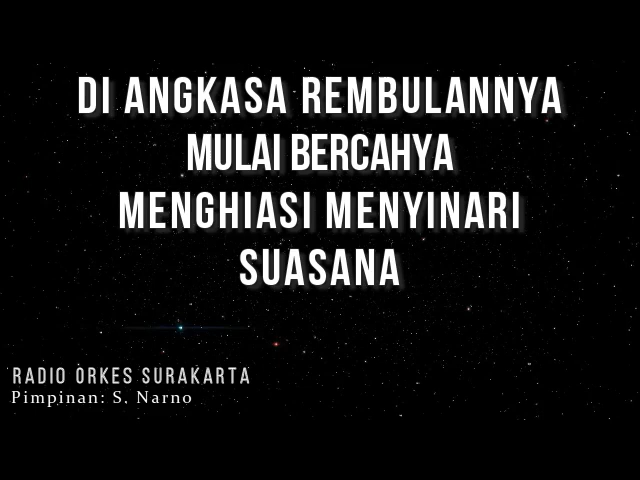 DI ANGKASA REMBULANNYA
MULAI BERCAHYA
MENGHIASI MENYINARI
SUASANA
RADIO ORKES SURAKARTA
Pimpinan: S. Narno